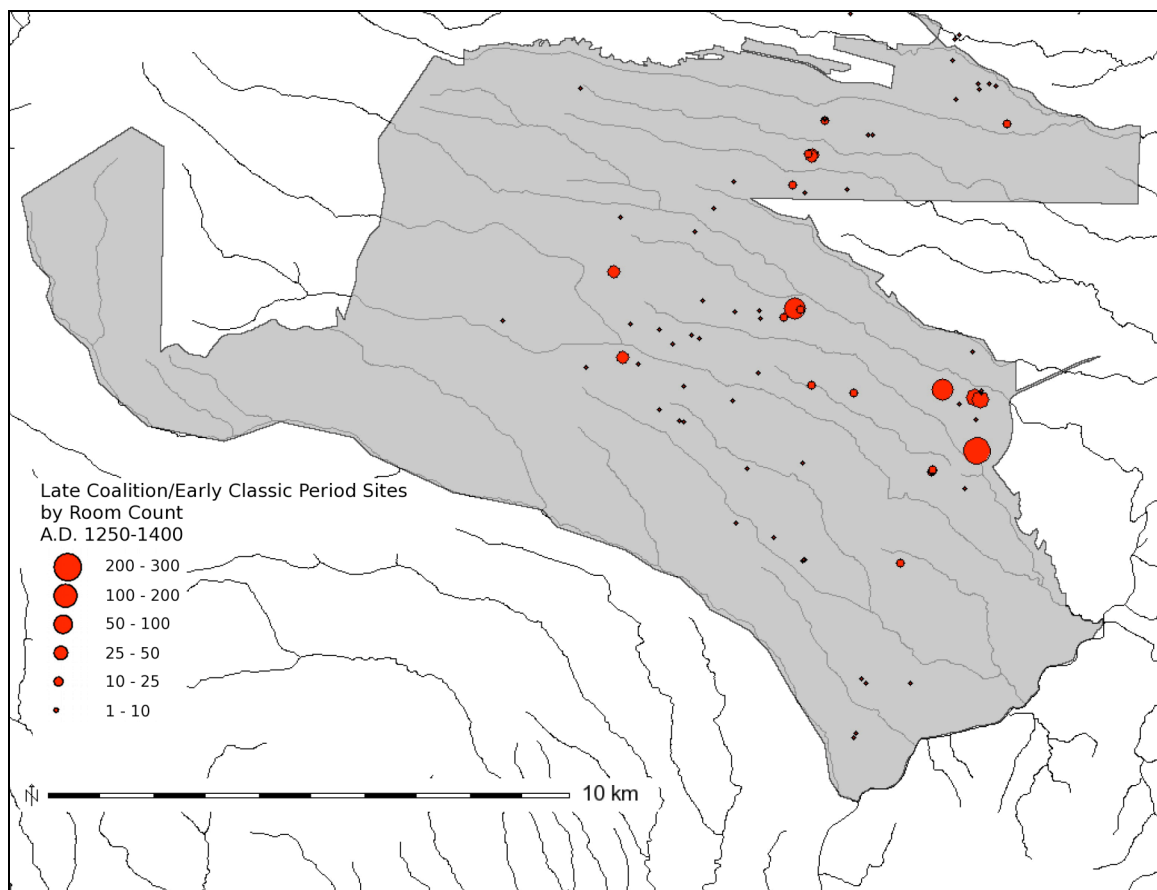 Late Coalition/Early Classic Period Sites
by Room Count
A.D. 1250-1400
200 - 300
100 - 200
50 - 100
25 - 50
10 - 25
1 - 10
N 10 km